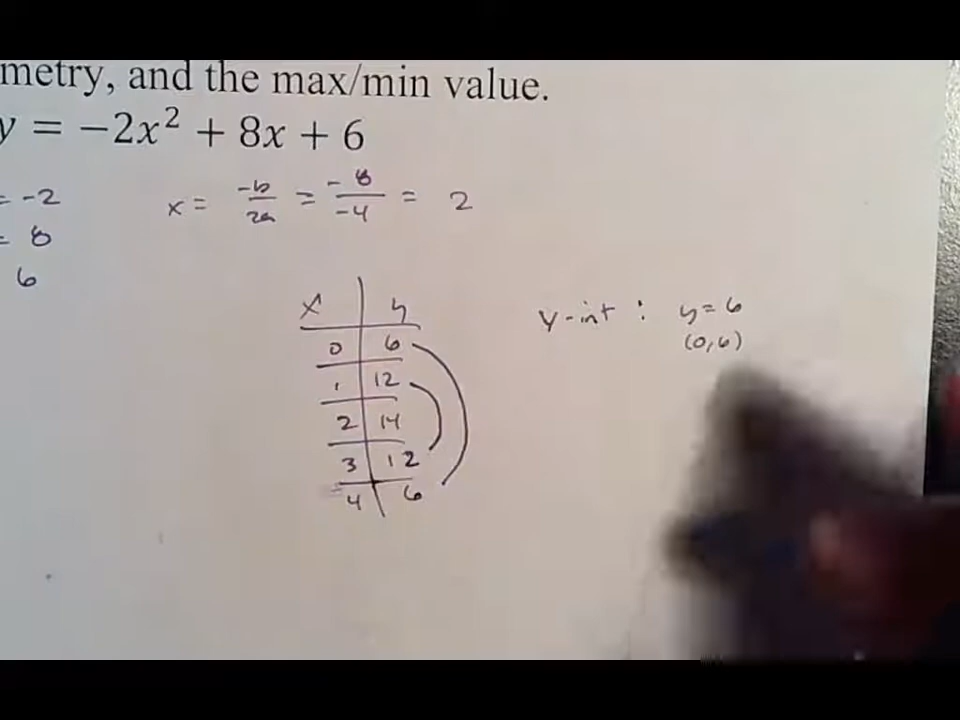 metry, and the max/min value.
y = −2x² + 8x + 6
= -2 x = -b/2a = -8/-4 = 2
= 8
6
x y
0 6
1 12
2 14
3 12
4 6
y-int : y = 6
(0,6)